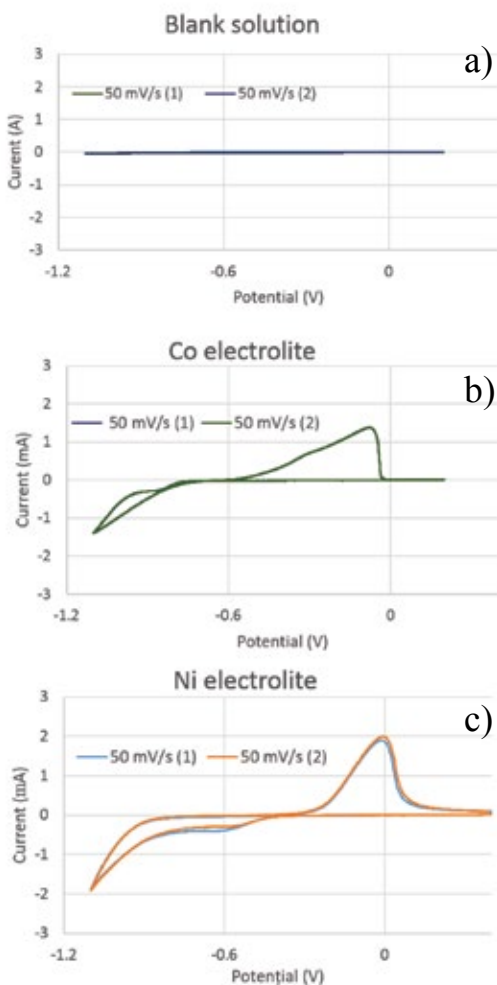 Blank solution
a)
3
2
50 mV/s (1) 50 mV/s (2)
1
0
-1
-2
-3
Curent (A)
-1.2 -0.6 0
Potential (V)
Co electrolite
b)
3
2
50 mV/s (1) 50 mV/s (2)
1
0
-1
-2
-3
Current (mA)
-1.2 -0.6 0
Potential (V)
Ni electrolite
c)
3
2
50 mV/s (1) 50 mV/s (2)
1
0
-1
-2
-3
Current (mA)
-1.2 -0.6 0
Potențial (V)